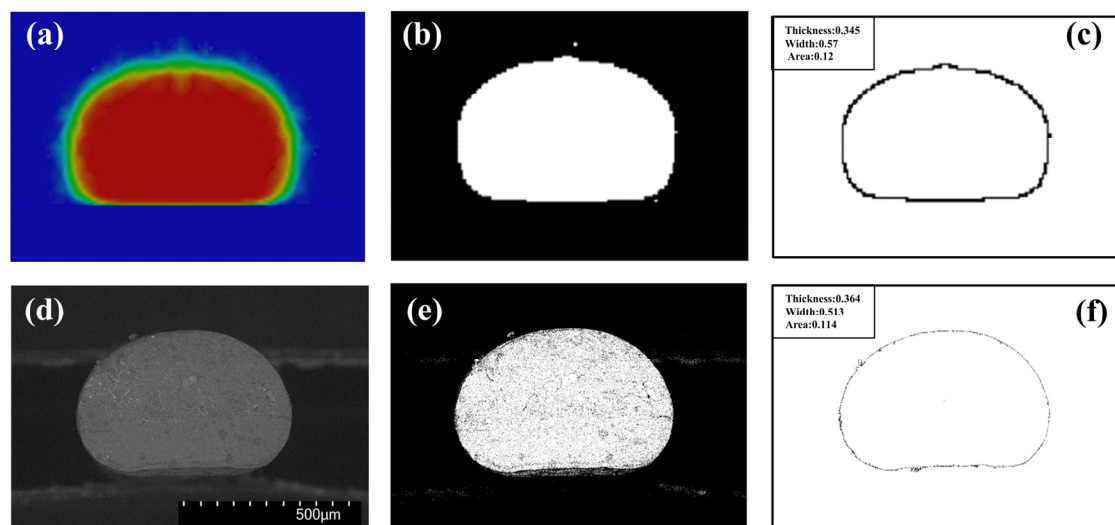 (a)
(b)
Thickness:0.345
Width:0.57
Area:0.12
(c)
(d)
500μm
(e)
Thickness:0.364
Width:0.513
Area:0.114
(f)